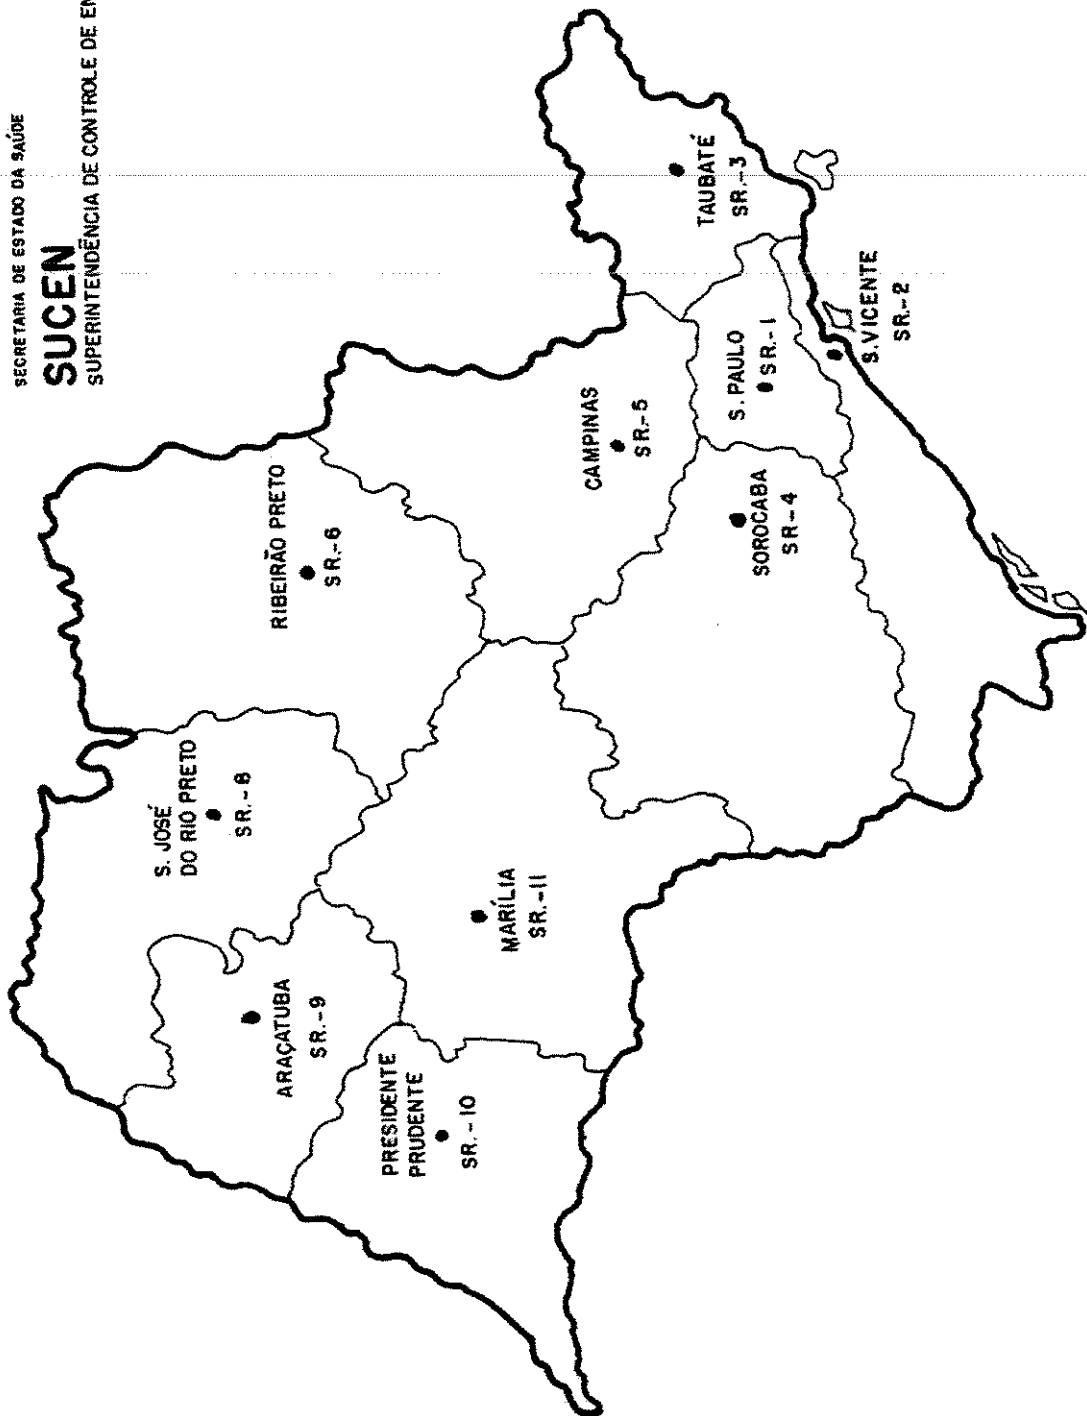 SECRETARIA DE ESTADO DA SAÚDE
SUCEN
SUPERINTENDÊNCIA DE CONTROLE DE
S. JOSÉ
DO RIO PRETO
SR.-8
RIBEIRÃO PRETO
SR.-6
ARAÇATUBA
SR.-9
PRESIDENTE
PRUDENTE
SR.-10
MARÍLIA
SR.-11
CAMPINAS
SR.-5
TAUBATÉ
SR.-3
S. PAULO
SR.-1
SOROCABA
SR-4
S. VICENTE
SR.-2